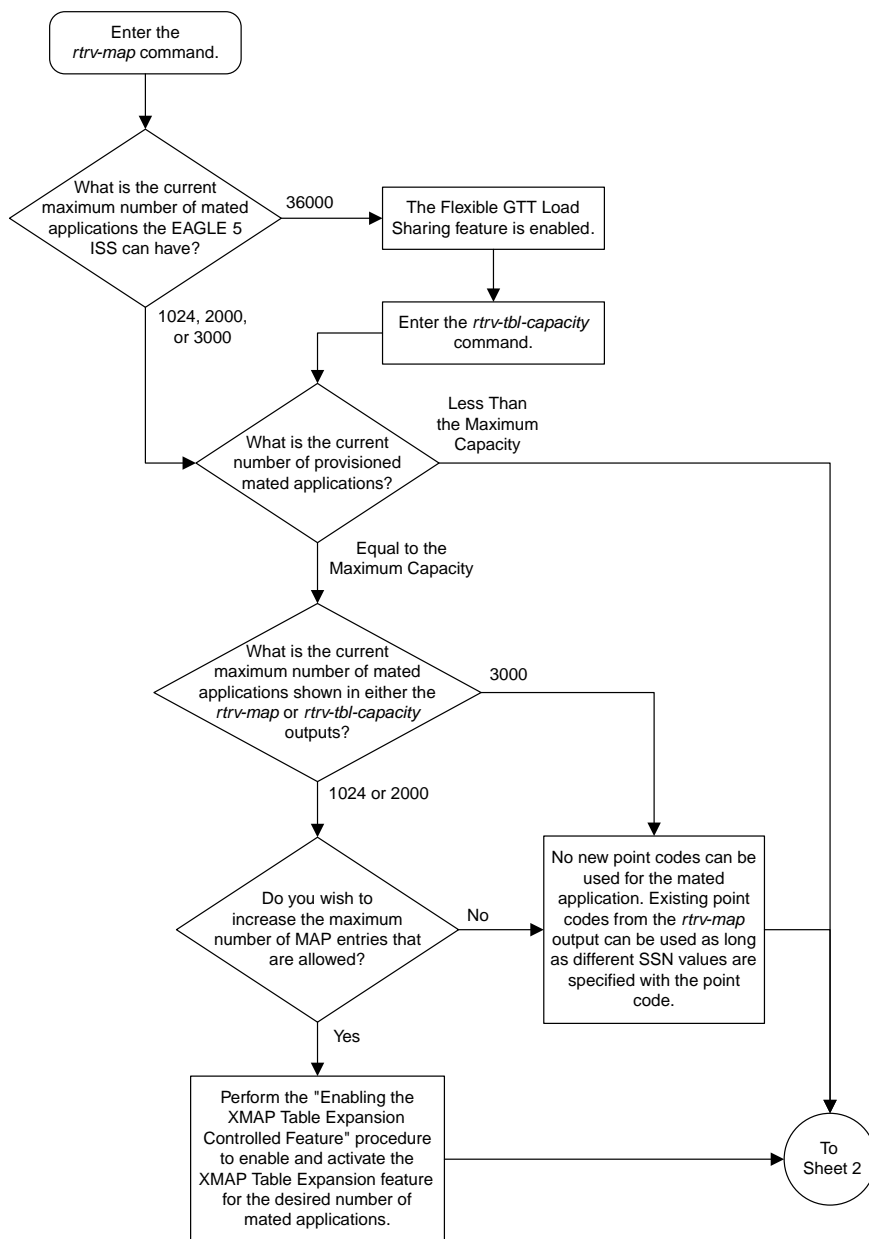 Enter the
rtrv-map command.
What is the current
maximum number of mated
applications the EAGLE 5
ISS can have?
36000
The Flexible GTT Load
Sharing feature is enabled.
1024, 2000,
or 3000
Enter the rtrv-tbl-capacity
command.
What is the current
number of provisioned
mated applications?
Less Than
the Maximum
Capacity
Equal to the
Maximum Capacity
What is the current
maximum number of mated
applications shown in either the
rtrv-map or rtrv-tbl-capacity
outputs?
3000
1024 or 2000
Do you wish to
increase the maximum
number of MAP entries that
are allowed?
No
No new point codes can be
used for the mated
application. Existing point
codes from the rtrv-map
output can be used as long
as different SSN values are
specified with the point
code.
Yes
Perform the "Enabling the
XMAP Table Expansion
Controlled Feature" procedure
to enable and activate the
XMAP Table Expansion feature
for the desired number of
mated applications.
To
Sheet 2